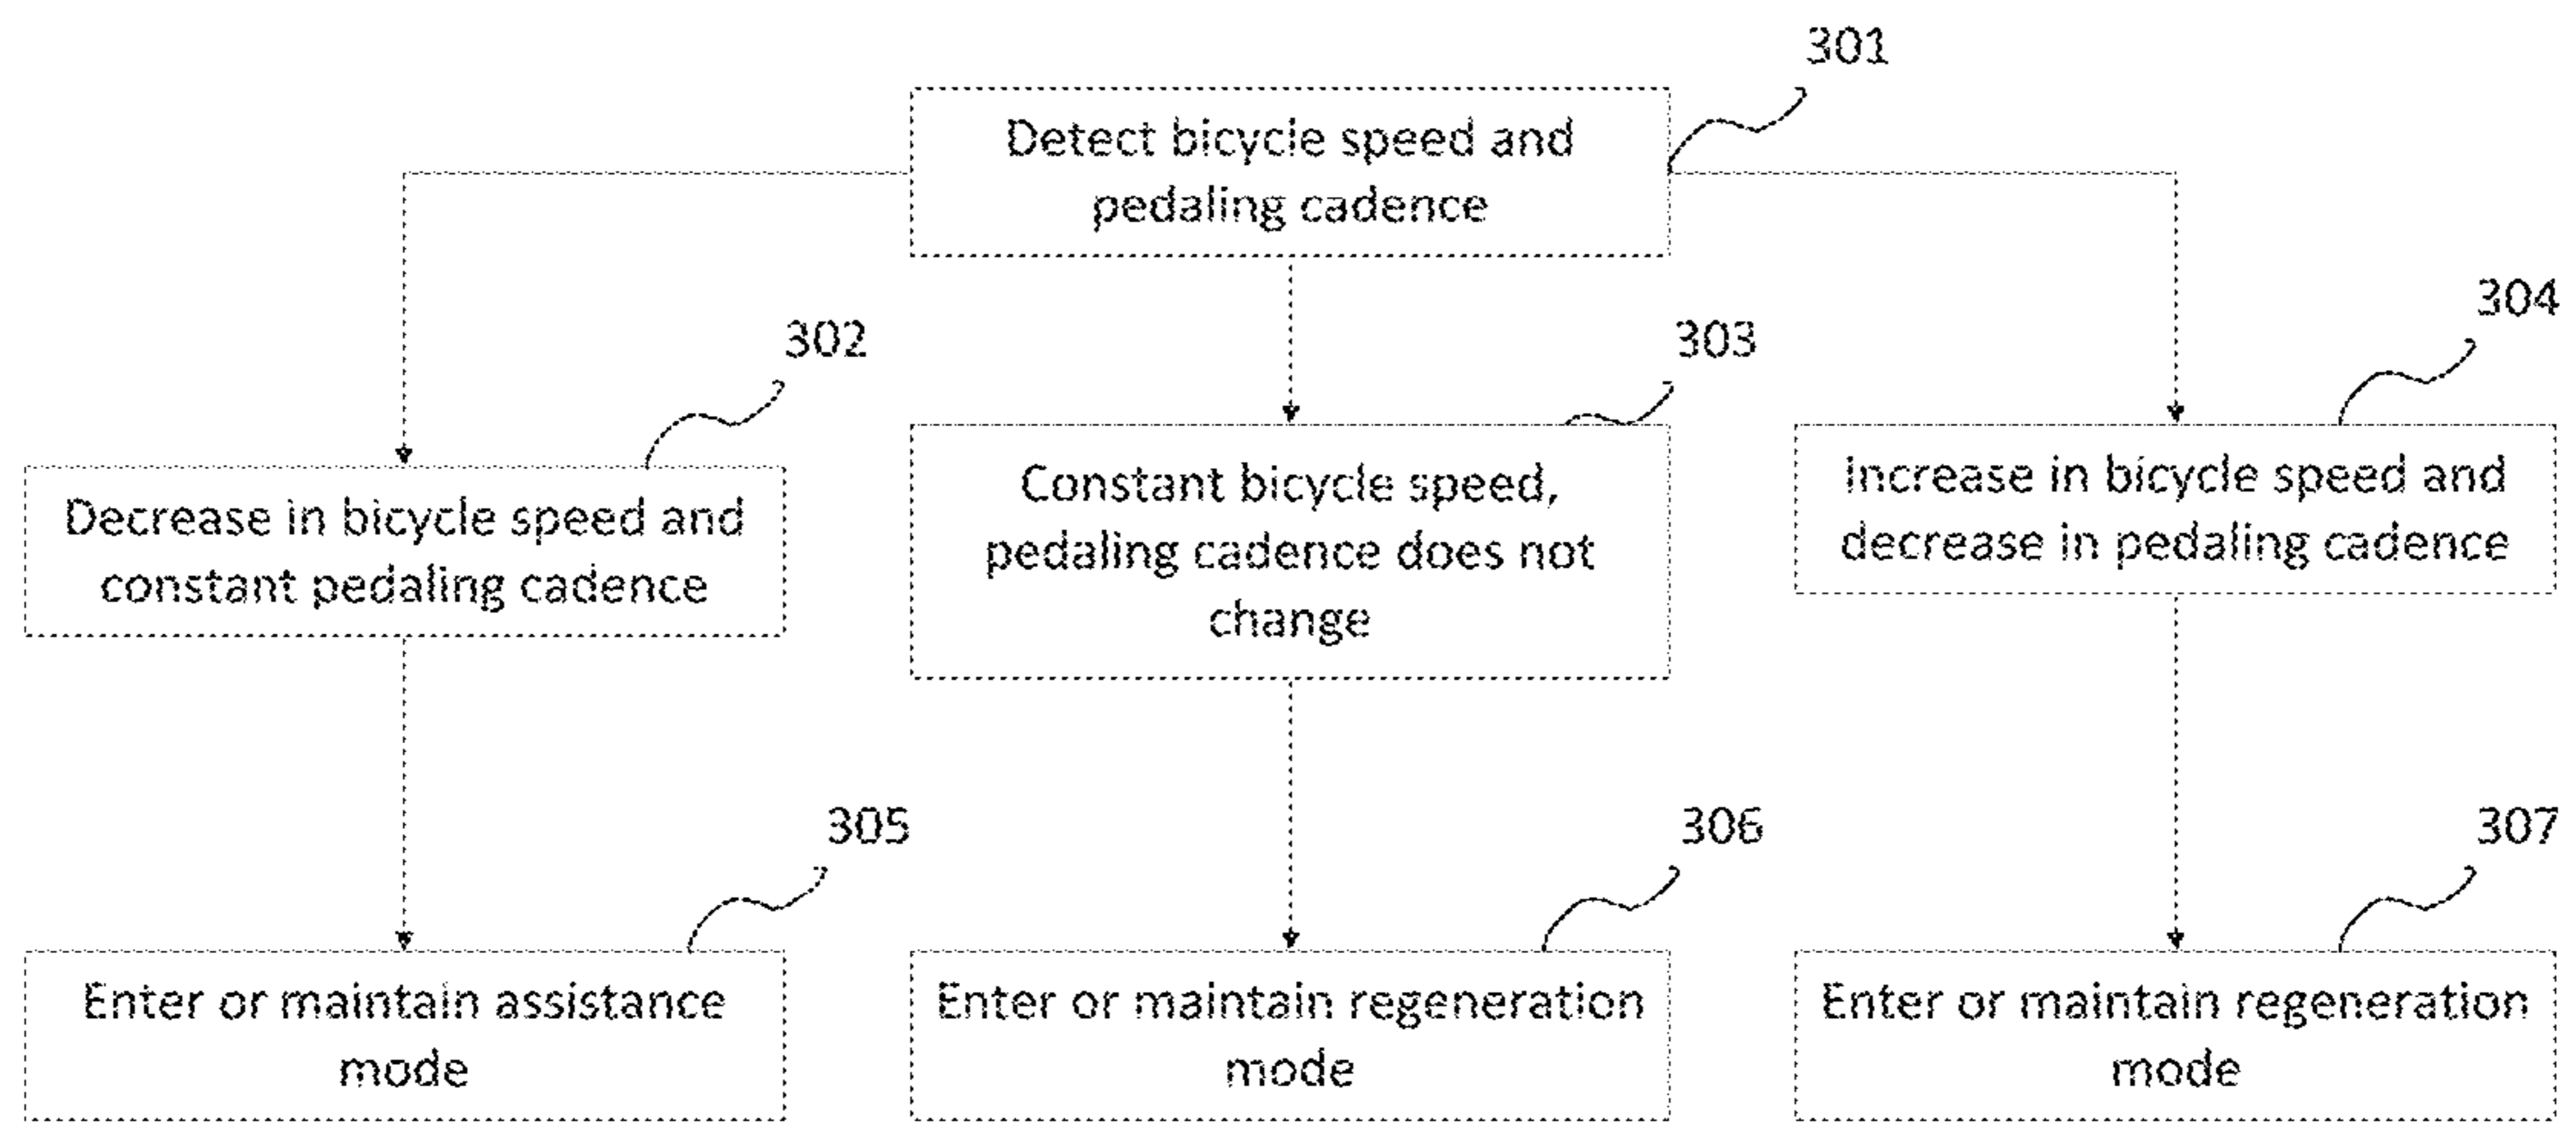 301
Detect bicycle speed and
pedaling cadence
302
303
304
Decrease in bicycle speed and
constant pedaling cadence
Constant bicycle speed,
pedaling cadence does not
change
Increase in bicycle speed and
decrease in pedaling cadence
305
306
307
Enter or maintain assistance
mode
Enter or maintain regeneration
mode
Enter or maintain regeneration
mode